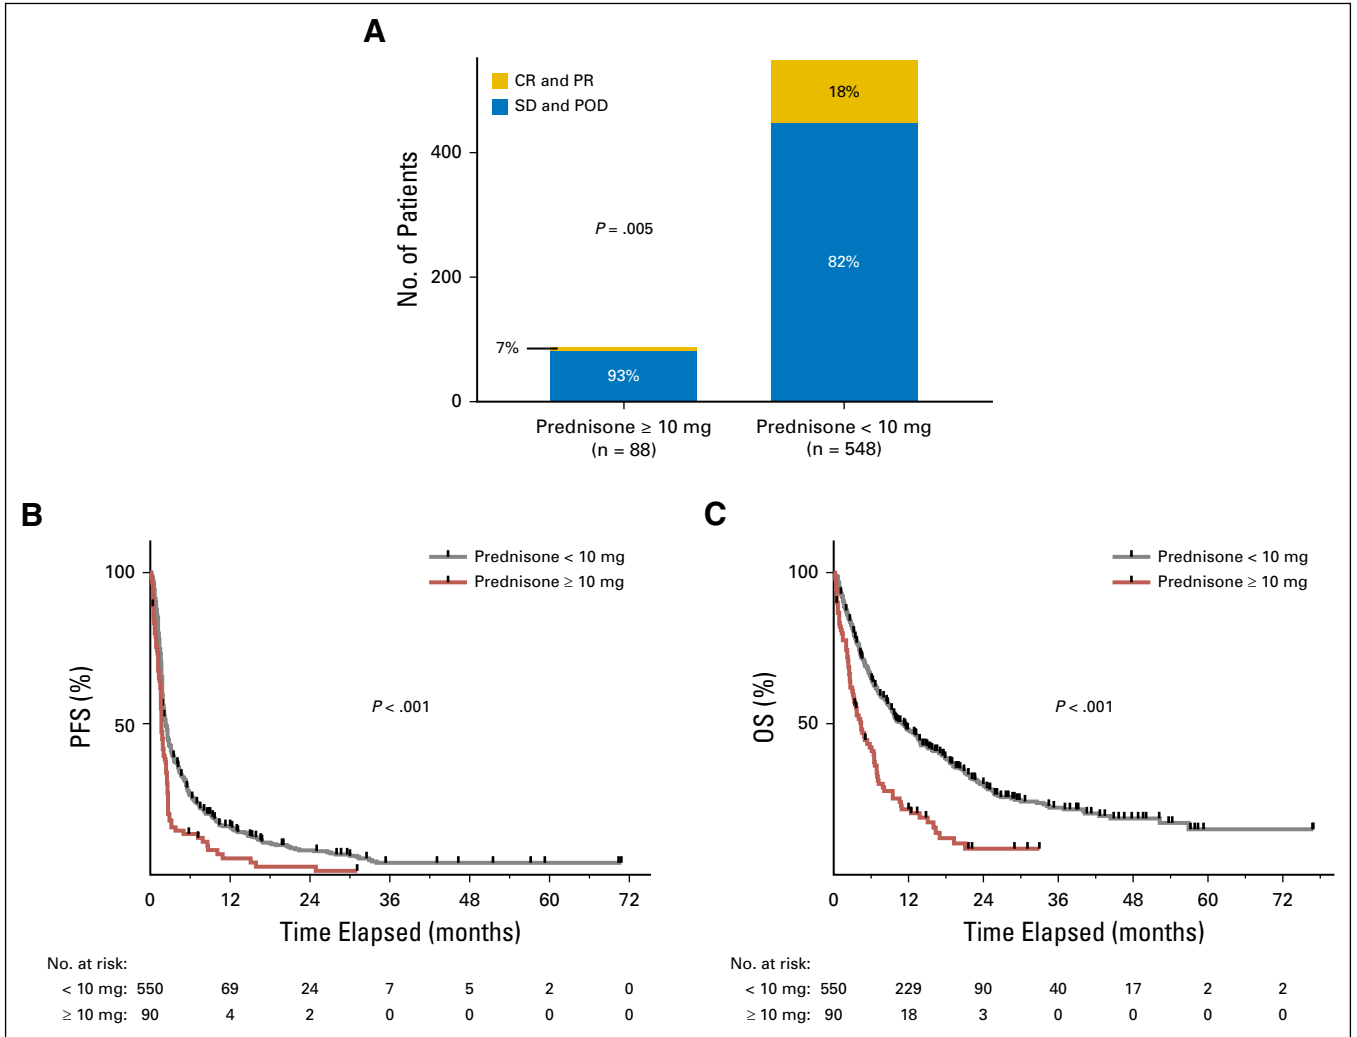 A
CR and PR
SD and POD
No. of Patients
400
200
0
P = .005
18%
82%
7%
93%
Prednisone ≥ 10 mg
(n = 88)
Prednisone < 10 mg
(n = 548)
B
Prednisone < 10 mg
Prednisone ≥ 10 mg
PFS (%)
100
50
P < .001
0 12 24 36 48 60 72
Time Elapsed (months)
No. at risk:
< 10 mg: 550 69 24 7 5 2 0
≥ 10 mg: 90 4 2 0 0 0 0
C
Prednisone < 10 mg
Prednisone ≥ 10 mg
OS (%)
100
50
P < .001
0 12 24 36 48 60 72
Time Elapsed (months)
No. at risk:
< 10 mg: 550 229 90 40 17 2 2
≥ 10 mg: 90 18 3 0 0 0 0